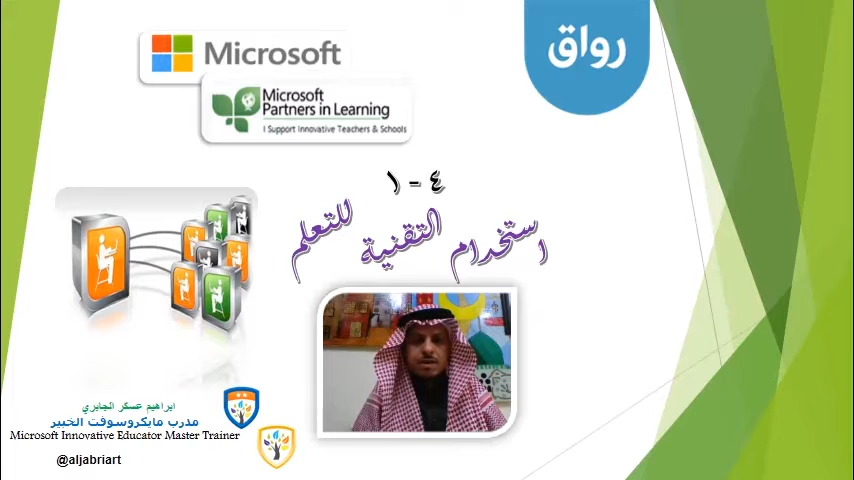 رواق
Microsoft
Microsoft
Partners in Learning
I Support Innovative Teachers & Schools
٤ - ١
استخدام التقنية للتعلم
ابراهيم عسكر الجابري
مدرب مايكروسوفت الخبير
Microsoft Innovative Educator Master Trainer
@aljabriart